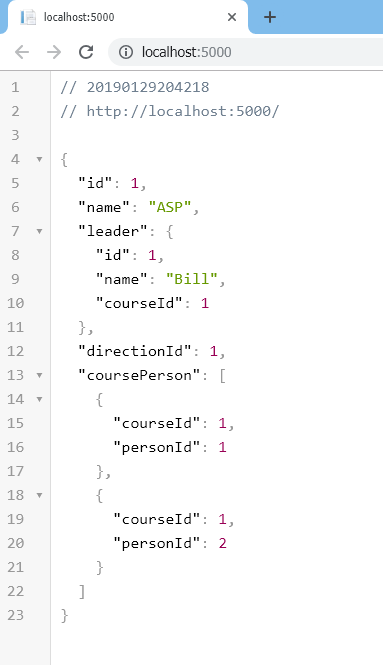 localhost:5000
localhost:5000
1 // 20190129204218
2 // http://localhost:5000/
3
4 {
5 "id": 1,
6 "name": "ASP",
7 "leader": {
8 "id": 1,
9 "name": "Bill",
10 "courseId": 1
11 },
12 "directionId": 1,
13 "coursePerson": [
14 {
15 "courseId": 1,
16 "personId": 1
17 },
18 {
19 "courseId": 1,
20 "personId": 2
21 }
22 ]
23 }